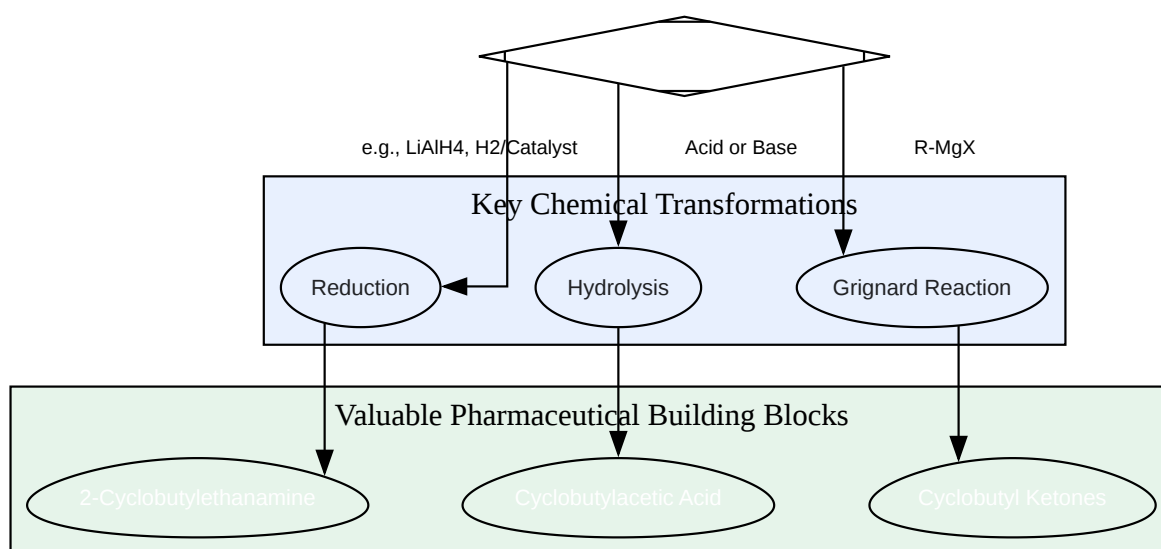 e.g., LiAlH4, H2/Catalyst
Acid or Base
R-MgX
Key Chemical Transformations
Reduction
Hydrolysis
Grignard Reaction
Valuable Pharmaceutical Building Blocks
2-Cyclobutylethanamine
Cyclobutylacetic Acid
Cyclobutyl Ketones